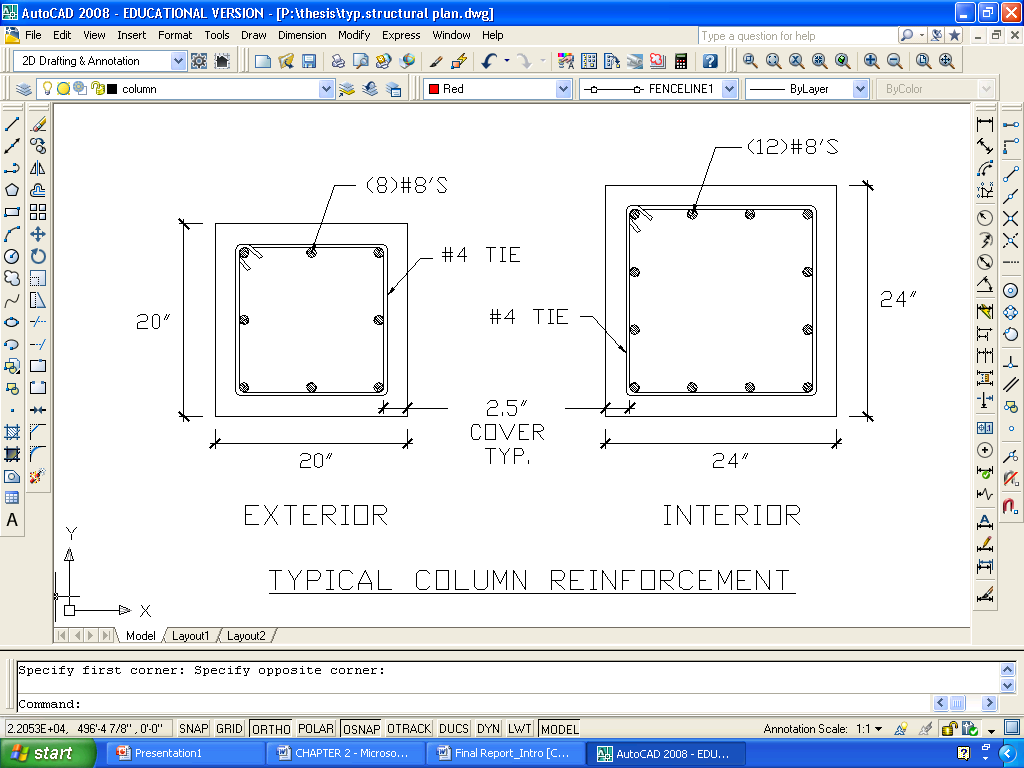 AutoCAD 2008 - EDUCATIONAL VERSION - [P:\thesis\typ.structural plan.dwg]
File Edit View Insert Format Tools Draw Dimension Modify Express Window Help Type a question for help
2D Drafting & Annotation
column Red FENCELINE1 ByLayer ByColor
(12)#8'S
(8)#8'S
#4 TIE
24"
#4 TIE
20"
2.5"
COVER
TYP.
20"
24"
EXTERIOR
INTERIOR
TYPICAL COLUMN REINFORCEMENT
Y
X
A
Model Layout1 Layout2
Specify first corner: Specify opposite corner:
Command:
2.2053E+04, 496'-4 7/8" , 0'-0" SNAP GRID ORTHO POLAR OSNAP OTRACK DUCS DYN LWT MODEL Annotation Scale: 1:1
start Presentation1 CHAPTER 2 - Microso... Final Report_Intro [C... AutoCAD 2008 - EDU...